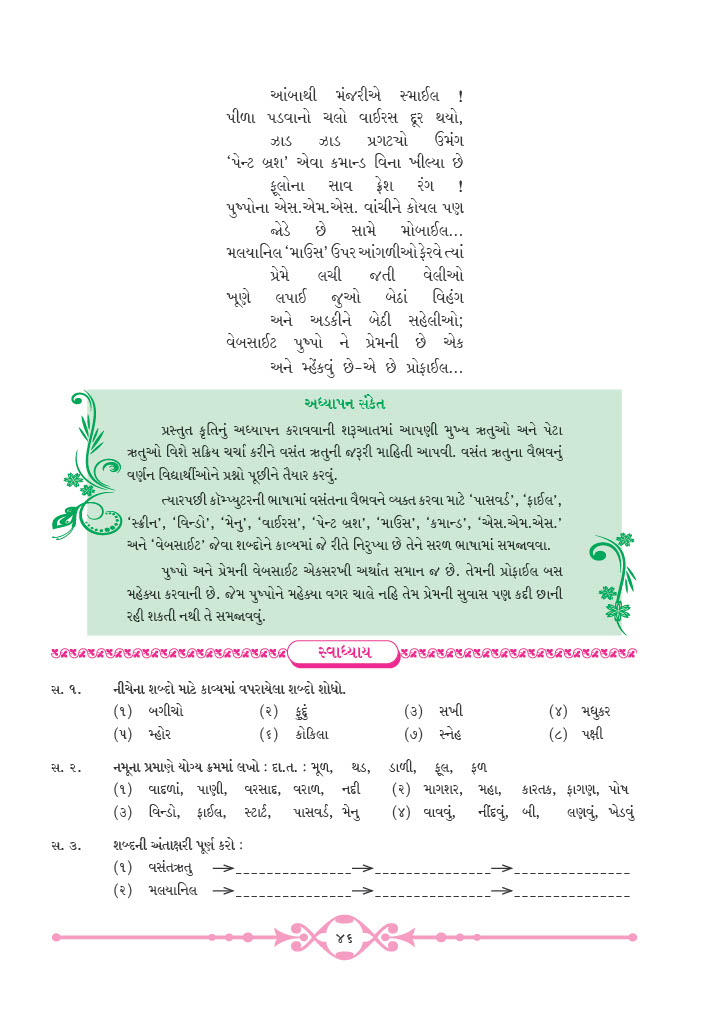 આંબાથી મંજરીએ સ્માઈલ !
પીળા પડવાનો ચલો વાઈરસ દૂર થયો,
ઝાડ ઝાડ પ્રગટ્યો ઉમંગ
‘પેન્ટ બ્રશ’ એવા કમાન્ડ વિના ખીલ્યા છે
ફૂલોના સાવ ફ્રેશ રંગ !
પુષ્પોના એસ.એમ.એસ. વાંચીને કોયલ પણ
જોડે છે સામે મોબાઈલ...
મલયાનિલ ‘માઉસ’ ઉપર આંગળીઓ ફેરવે ત્યાં
પ્રેમે લચી જતી વેલીઓ
ખૂણે લપાઈ જુઓ બેઠાં વિહંગ
અને અડકીને બેઠી સહેલીઓ;
વેબસાઈટ પુષ્પો ને પ્રેમની છે એક
અને મ્હેંકવું છે-એ છે પ્રોફાઈલ...
અધ્યાપન સંકેત
પ્રસ્તુત કૃતિનું અધ્યાપન કરાવવાની શરૂઆતમાં આપણી મુખ્ય ઋતુઓ અને પેટા
ઋતુઓ વિશે સક્રિય ચર્ચા કરીને વસંત ઋતુની જરૂરી માહિતી આપવી. વસંત ઋતુના વૈભવનું
વર્ણન વિદ્યાર્થીઓને પ્રશ્નો પૂછીને તૈયાર કરવું.
ત્યારપછી કૉમ્પ્યુટરની ભાષામાં વસંતના વૈભવને વ્યક્ત કરવા માટે ‘પાસવર્ડ’, ‘ફાઈલ’,
‘સ્ક્રીન’, ‘વિન્ડો’, ‘મેનુ’, ‘વાઈરસ’, ‘પેન્ટ બ્રશ’, ‘માઉસ’, ‘કમાન્ડ’, ‘એસ.એમ.એસ.’
અને ‘વેબસાઈટ’ જેવા શબ્દોને કાવ્યમાં જે રીતે નિરૂપ્યા છે તેને સરળ ભાષામાં સમજાવવા.
પુષ્પો અને પ્રેમની વેબસાઈટ એકસરખી અર્થાત સમાન જ છે. તેમની પ્રોફાઈલ બસ
મહેક્યા કરવાની છે. જેમ પુષ્પોને મહેક્યા વગર ચાલે નહિ તેમ પ્રેમની સુવાસ પણ કદી છાની
રહી શકતી નથી તે સમજાવવું.
સ્વાધ્યાય
સ. ૧. નીચેના શબ્દો માટે કાવ્યમાં વપરાયેલા શબ્દો શોધો.
(૧) બગીચો (૨) ફુદું (૩) સખી (૪) મધુકર
(૫) મ્હોર (૬) કોકિલા (૭) સ્નેહ (૮) પક્ષી
સ. ૨. નમૂના પ્રમાણે યોગ્ય ક્રમમાં લખો : દા.ત. : મૂળ, થડ, ડાળી, ફૂલ, ફળ
(૧) વાદળાં, પાણી, વરસાદ, વરાળ, નદી (૨) માગશર, મહા, કારતક, ફાગણ, પોષ
(૩) વિન્ડો, ફાઈલ, સ્ટાર્ટ, પાસવર્ડ, મેનુ (૪) વાવવું, નીંદવું, બી, લણવું, ખેડવું
સ. ૩. શબ્દની અંતાક્ષરી પૂર્ણ કરો :
(૧) વસંતઋતુ → _ _ _ _ _ _ _ _ → _ _ _ _ _ _ _ _ → _ _ _ _ _ _ _ _
(૨) મલયાનિલ → _ _ _ _ _ _ _ _ → _ _ _ _ _ _ _ _ → _ _ _ _ _ _ _ _
૪૬